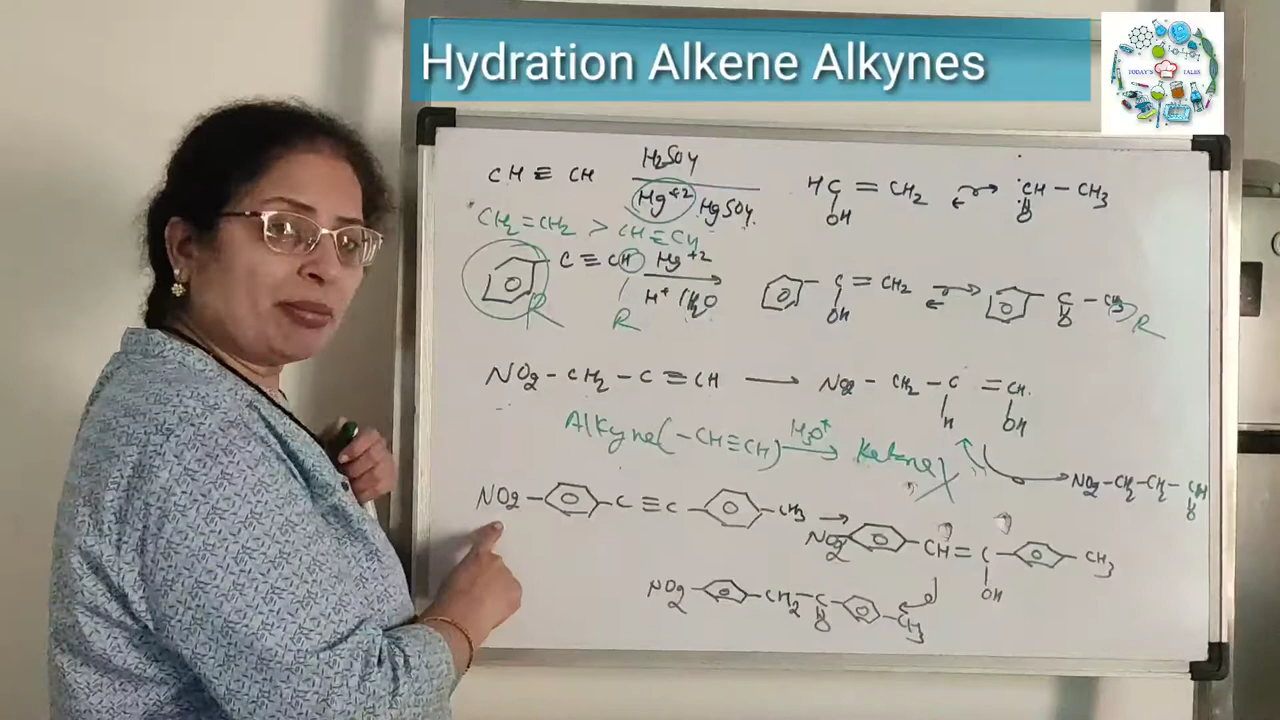 Hydration Alkene Alkynes
TODAY'S TALES
CH ≡ CH H₂SO₄ / Hg⁺² HgSO₄ HC = CH₂ ⇌ CH – CH₃
OH O
CH₂=CH₂ > CH≡CH
C ≡ CH Hg⁺² / H⁺/H₂O C = CH₂ ⇌ C – CH₃
OH O
R R R
NO₂ – CH₂ – C ≡ CH → NO₂ – CH₂ – C = CH
H OH
Alkyne (–CH≡CH) H₃O⁺ → Ketone X
NO₂–CH₂–CH₂–CH
O
NO₂ – – C ≡ C – – CH₃ →
NO₂ – – CH = C – – CH₃
OH
NO₂ – – CH₂ – C – – CH₃
O